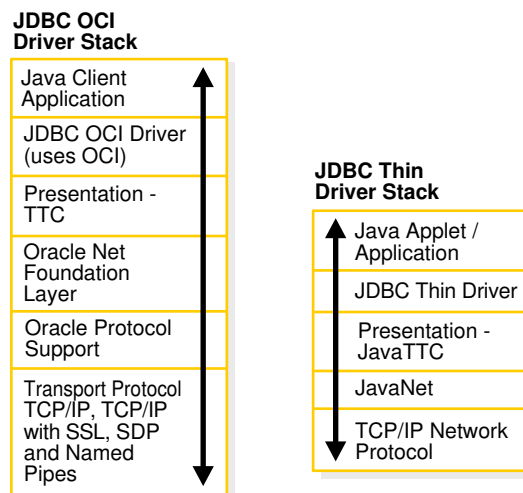 JDBC OCI
Driver Stack
Java Client
Application
JDBC OCI Driver
(uses OCI)
Presentation -
TTC
Oracle Net
Foundation
Layer
Oracle Protocol
Support
Transport Protocol
TCP/IP, TCP/IP
with SSL, SDP
and Named
Pipes
JDBC Thin
Driver Stack
Java Applet /
Application
JDBC Thin Driver
Presentation -
JavaTTC
JavaNet
TCP/IP Network
Protocol